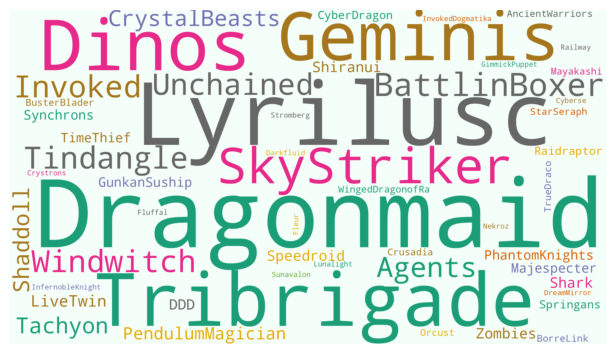 CrystalBeasts
CyberDragon
InvokedDogmatika
AncientWarriors
Dinos
Geminis
Railway
Shiranui
GimmickPuppet
Mayakashi
Invoked
Unchained
BattlinBoxer
BusterBlader
Cyberse
Synchrons
Lyrilusc
Stromberg
StarSeraph
TimeThief
Tindangle
Darkfluid
SkyStriker
Raidraptor
Crystrons
GunkanSuship
WingedDragonofRa
TrueDraco
Shaddoll
Dragonmaid
Fluffal
Fleur
Nekroz
Windwitch
Speedroid
Crusadia
PhantomKnights
Lunalight
Agents
Majespecter
Sunavalon
Shark
InfernobleKnight
Tribrigade
DreamMirror
LiveTwin
DDD
Springans
Tachyon
PendulumMagician
Orcust
Zombies
BorreLink